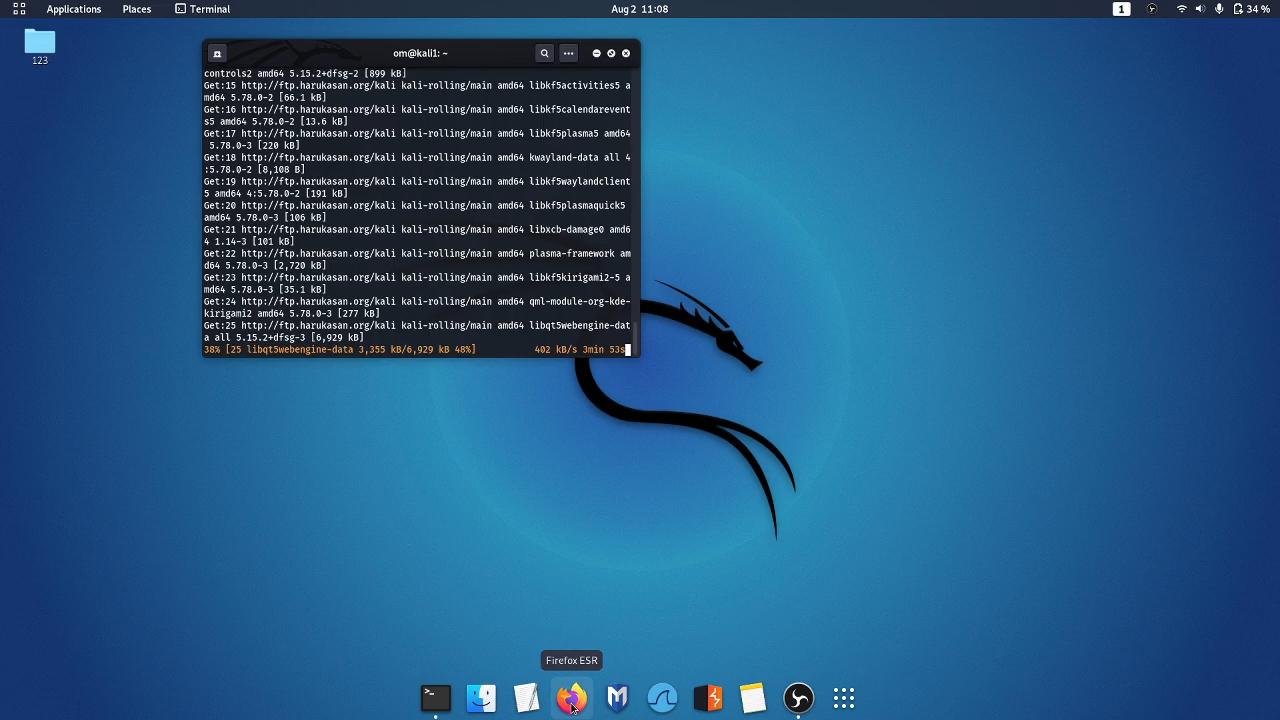 Applications Places Terminal Aug 2 11:08 1 34 %
123
om@kali1: ~
controls2 amd64 5.15.2+dfsg-2 [899 kB]
Get:15 http://ftp.harukasan.org/kali kali-rolling/main amd64 libkf5activities5 a
md64 5.78.0-2 [66.1 kB]
Get:16 http://ftp.harukasan.org/kali kali-rolling/main amd64 libkf5calendarevent
s5 amd64 5.78.0-2 [13.6 kB]
Get:17 http://ftp.harukasan.org/kali kali-rolling/main amd64 libkf5plasma5 amd64
5.78.0-3 [220 kB]
Get:18 http://ftp.harukasan.org/kali kali-rolling/main amd64 kwayland-data all 4
:5.78.0-2 [8,108 B]
Get:19 http://ftp.harukasan.org/kali kali-rolling/main amd64 libkf5waylandclient
5 amd64 4:5.78.0-2 [191 kB]
Get:20 http://ftp.harukasan.org/kali kali-rolling/main amd64 libkf5plasmaquick5
amd64 5.78.0-3 [106 kB]
Get:21 http://ftp.harukasan.org/kali kali-rolling/main amd64 libxcb-damage0 amd6
4 1.14-3 [101 kB]
Get:22 http://ftp.harukasan.org/kali kali-rolling/main amd64 plasma-framework am
d64 5.78.0-3 [2,720 kB]
Get:23 http://ftp.harukasan.org/kali kali-rolling/main amd64 libkf5kirigami2-5 a
md64 5.78.0-3 [35.1 kB]
Get:24 http://ftp.harukasan.org/kali kali-rolling/main amd64 qml-module-org-kde-
kirigami2 amd64 5.78.0-3 [277 kB]
Get:25 http://ftp.harukasan.org/kali kali-rolling/main amd64 libqt5webengine-dat
a all 5.15.2+dfsg-3 [6,929 kB]
38% [25 libqt5webengine-data 3,355 kB/6,929 kB 48%] 402 kB/s 3min 53s
Firefox ESR